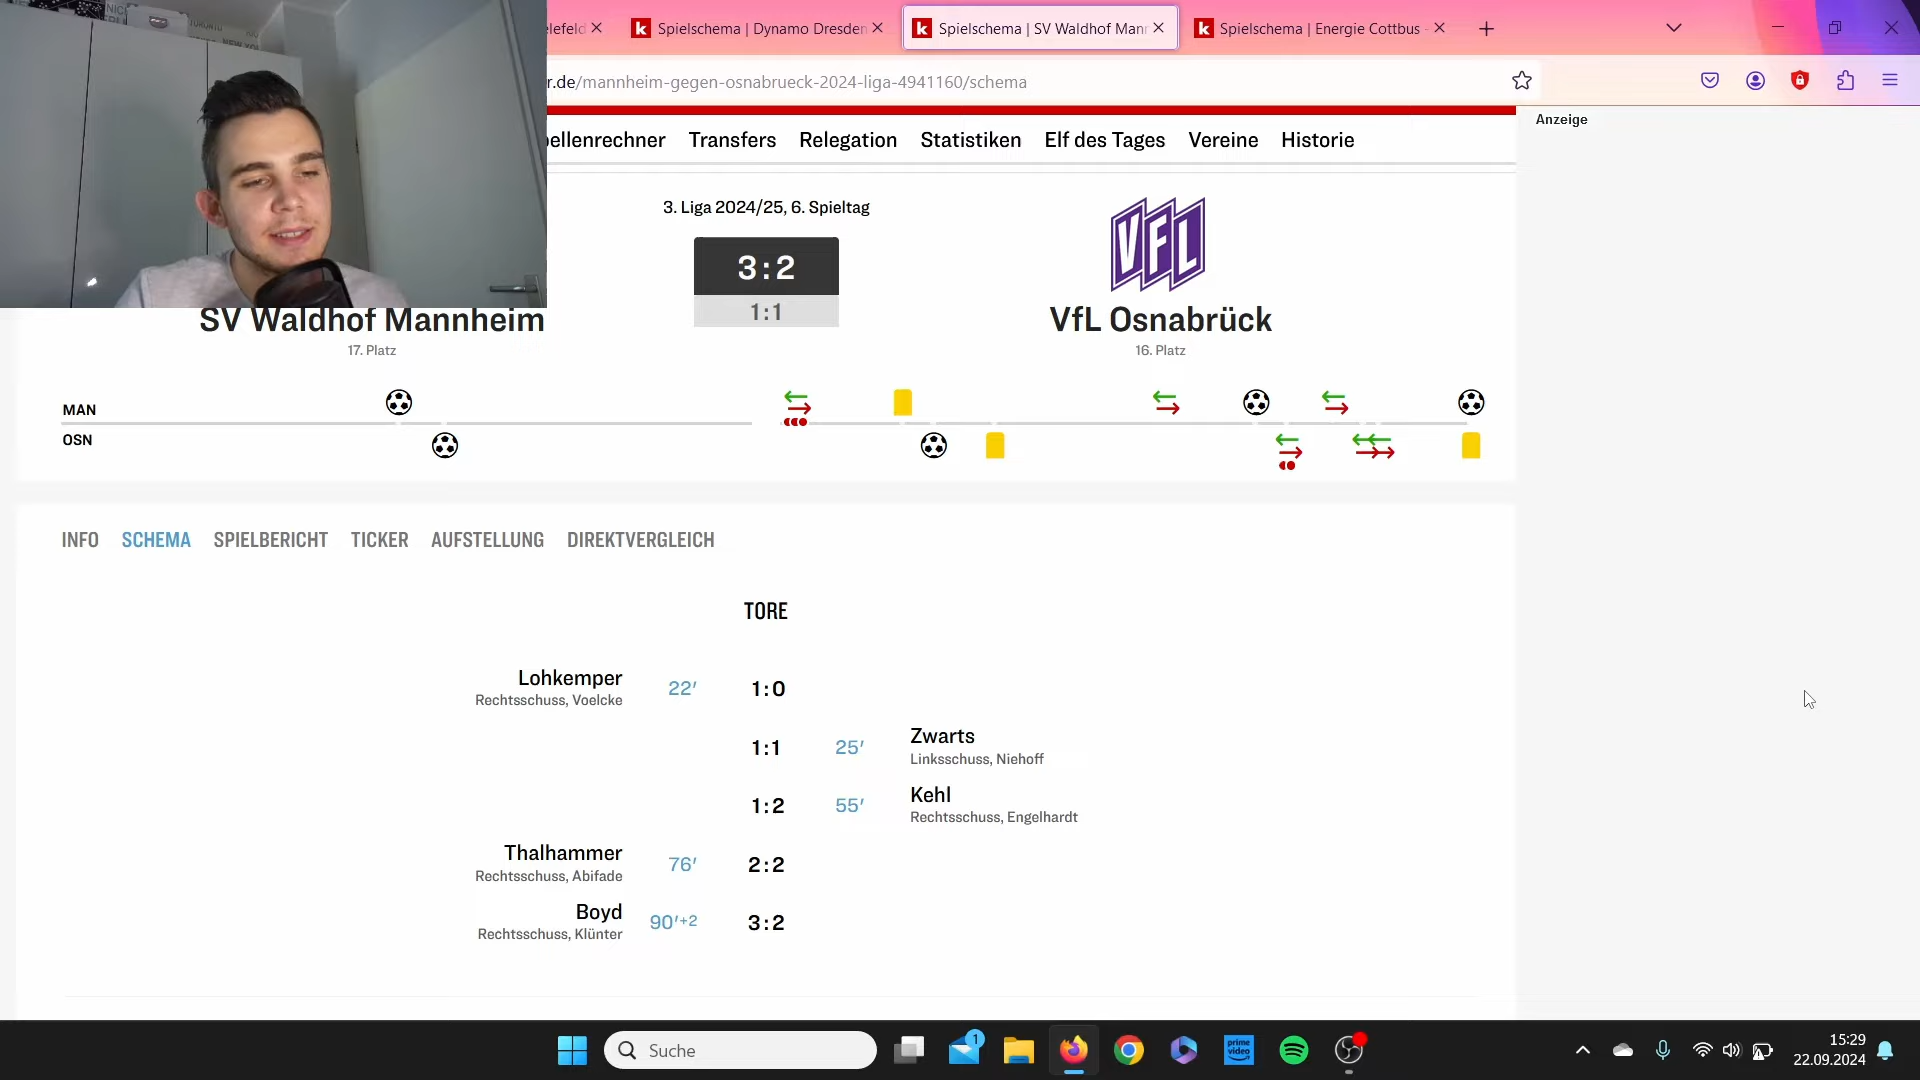 elefeld
Spielschema | Dynamo Dresden
Spielschema | SV Waldhof Man
Spielschema | Energie Cottbus
r.de/mannheim-gegen-osnabrueck-2024-liga-4941160/schema
Anzeige
ellenrechner Transfers Relegation Statistiken Elf des Tages Vereine Historie
3. Liga 2024/25, 6. Spieltag
3:2
1:1
VFL
SV Waldhof Mannheim
17. Platz
VfL Osnabrück
16. Platz
MAN
OSN
INFO SCHEMA SPIELBERICHT TICKER AUFSTELLUNG DIREKTVERGLEICH
TORE
Lohkemper 22' 1:0
Rechtsschuss, Voelcke
1:1 25' Zwarts
Linksschuss, Niehoff
1:2 55' Kehl
Rechtsschuss, Engelhardt
Thalhammer 76' 2:2
Rechtsschuss, Abifade
Boyd 90'+2 3:2
Rechtsschuss, Klünter
Suche
1
prime video
15:29
22.09.2024